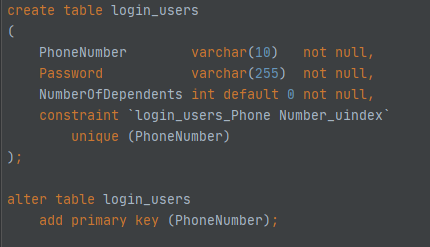 create table login_users
(
    PhoneNumber        varchar(10)   not null,
    Password           varchar(255)  not null,
    NumberOfDependents int default 0 not null,
    constraint `login_users_Phone Number_uindex`
        unique (PhoneNumber)
);
alter table login_users
    add primary key (PhoneNumber);